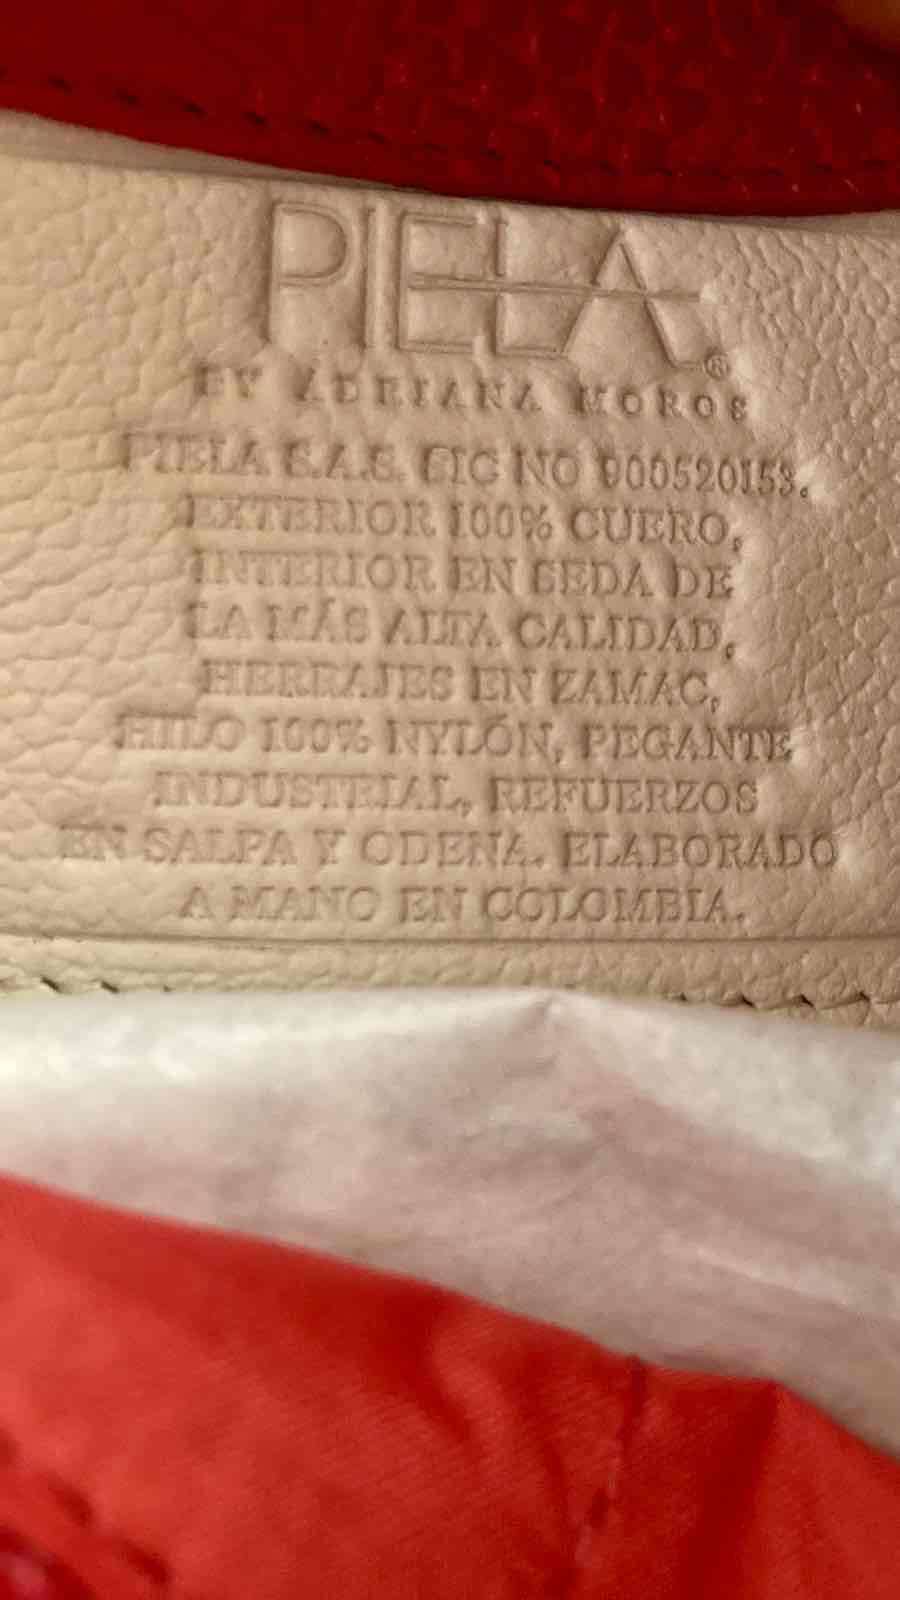 PIELA®
BY ADRIANA MOROS
PIELA S.A.S. SIC NO 900520153.
EXTERIOR 100% CUERO,
INTERIOR EN SEDA DE
LA MÁS ALTA CALIDAD,
HERRAJES EN ZAMAC,
HILO 100% NYLÓN, PEGANTE
INDUSTRIAL, REFUERZOS
EN SALPA Y ODENA. ELABORADO
A MANO EN COLOMBIA.